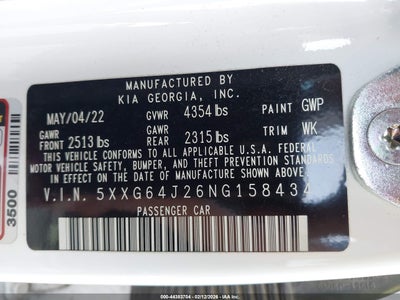 MANUFACTURED BY
KIA GEORGIA, INC.
MAY/04/22 GVWR 4354 lbs PAINT GWP
GAWR FRONT 2513 lbs GAWR REAR 2315 lbs TRIM WK
THIS VEHICLE CONFORMS TO ALL APPLICABLE U.S. FEDERAL
MOTOR VEHICLE SAFETY, BUMPER, AND THEFT PREVENTION STANDARDS
IN EFFECT ON THE DATE OF MANUFACTURE SHOWN ABOVE.
V.I.N. 5XXG64J26NG158434
PASSENGER CAR
3500
000-44393704 - 02/12/2026 - IAA Inc.